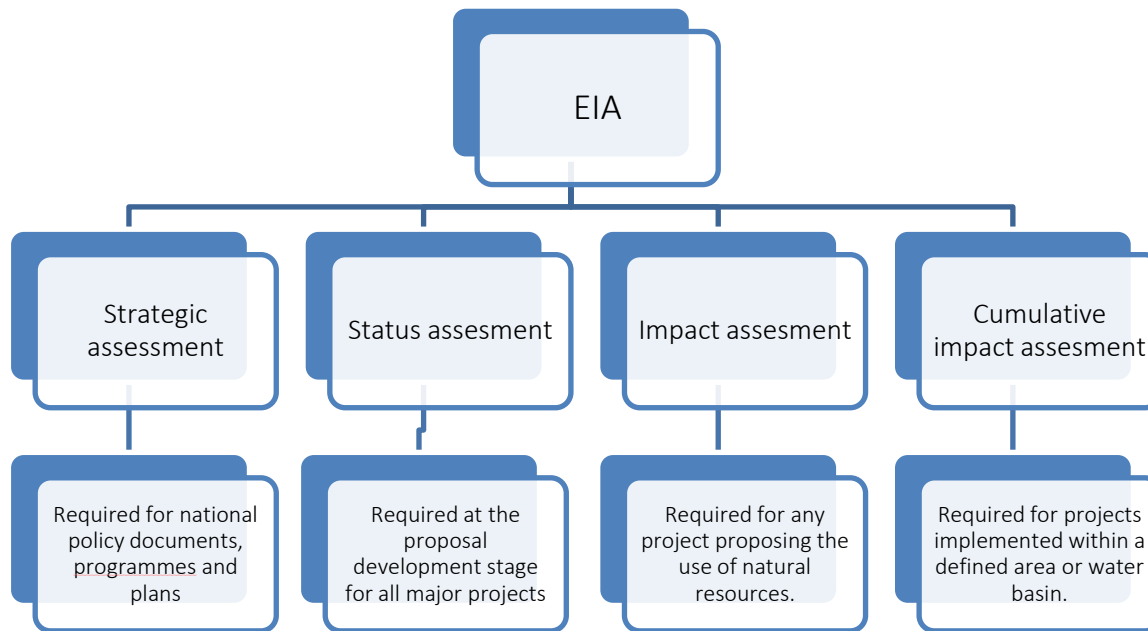 EIA
Strategic
assessment
Status assesment
Impact assesment
Cumulative
impact assesment
Required for national
policy documents,
programmes and
plans
Required at the
proposal
development stage
for all major projects
Required for any
project proposing the
use of natural
resources.
Required for projects
implemented within a
defined area or water
basin.